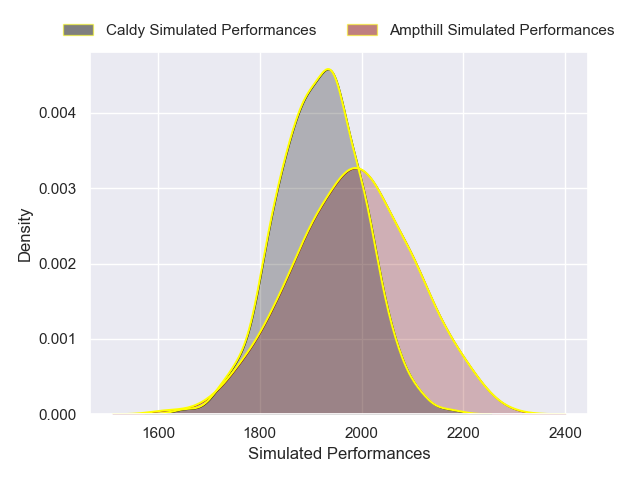 Caldy Simulated Performances Ampthill Simulated Performances
0.004
0.003
0.002
0.001
0.000
Density
1600 1800 2000 2200 2400
Simulated Performances